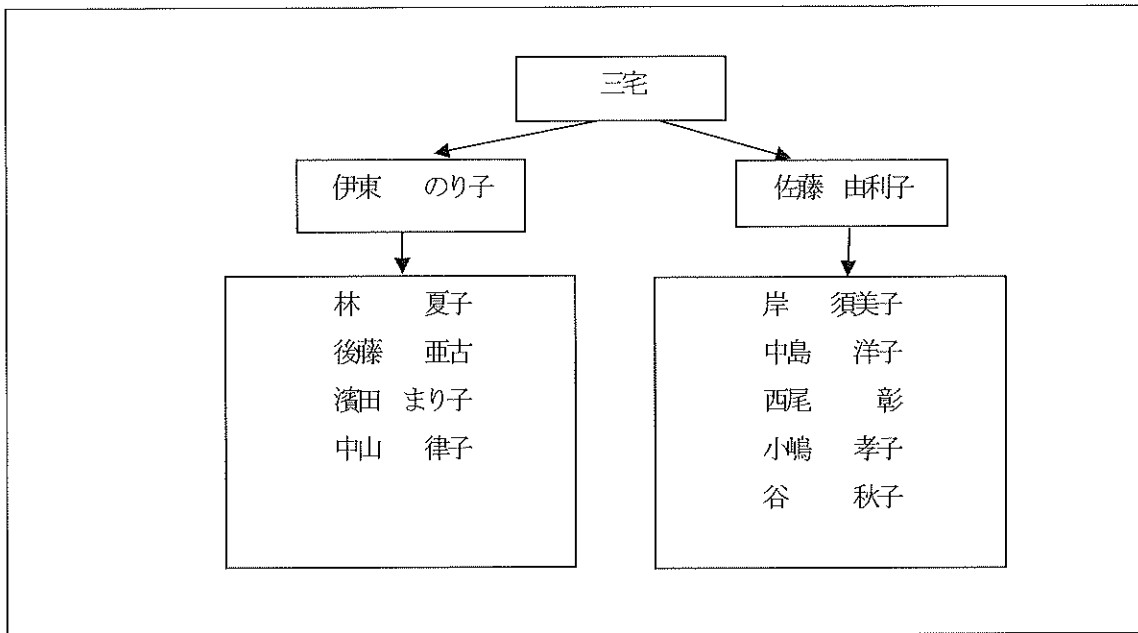 三宅
伊東 のり子
佐藤 由利子
林 夏子
後藤 亜古
濱田 まり子
中山 律子
岸 須美子
中島 洋子
西尾 彰
小嶋 孝子
谷 秋子